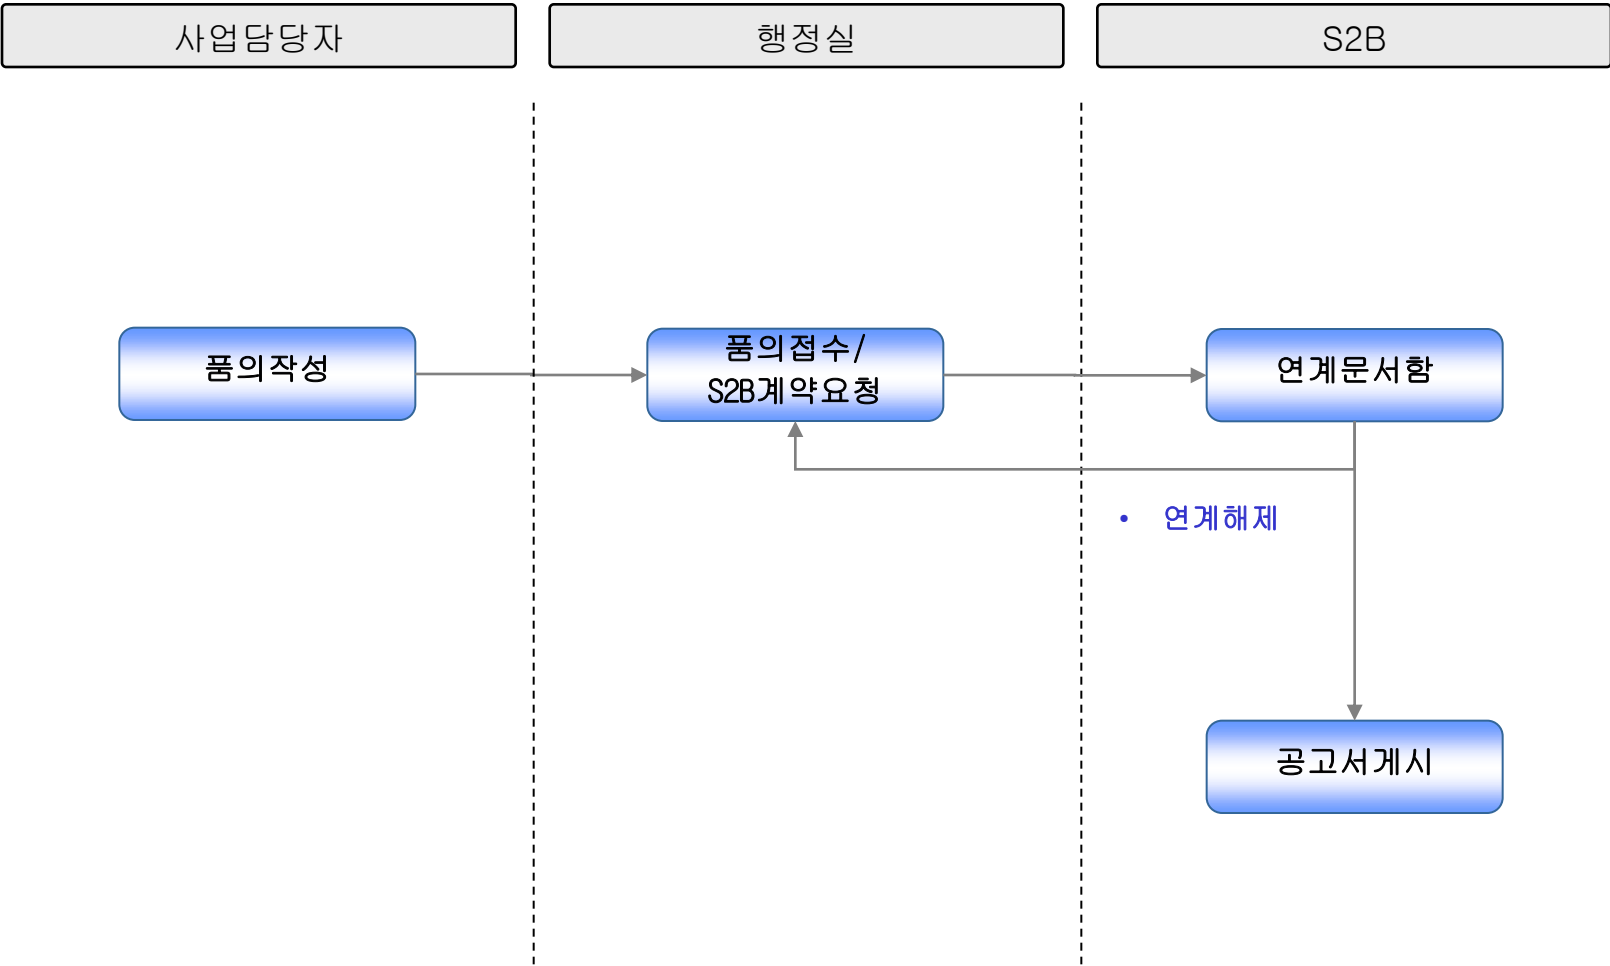 사업담당자
행정실
S2B
품의작성
품의접수/
S2B계약요청
연계문서함
• 연계해제
공고서게시